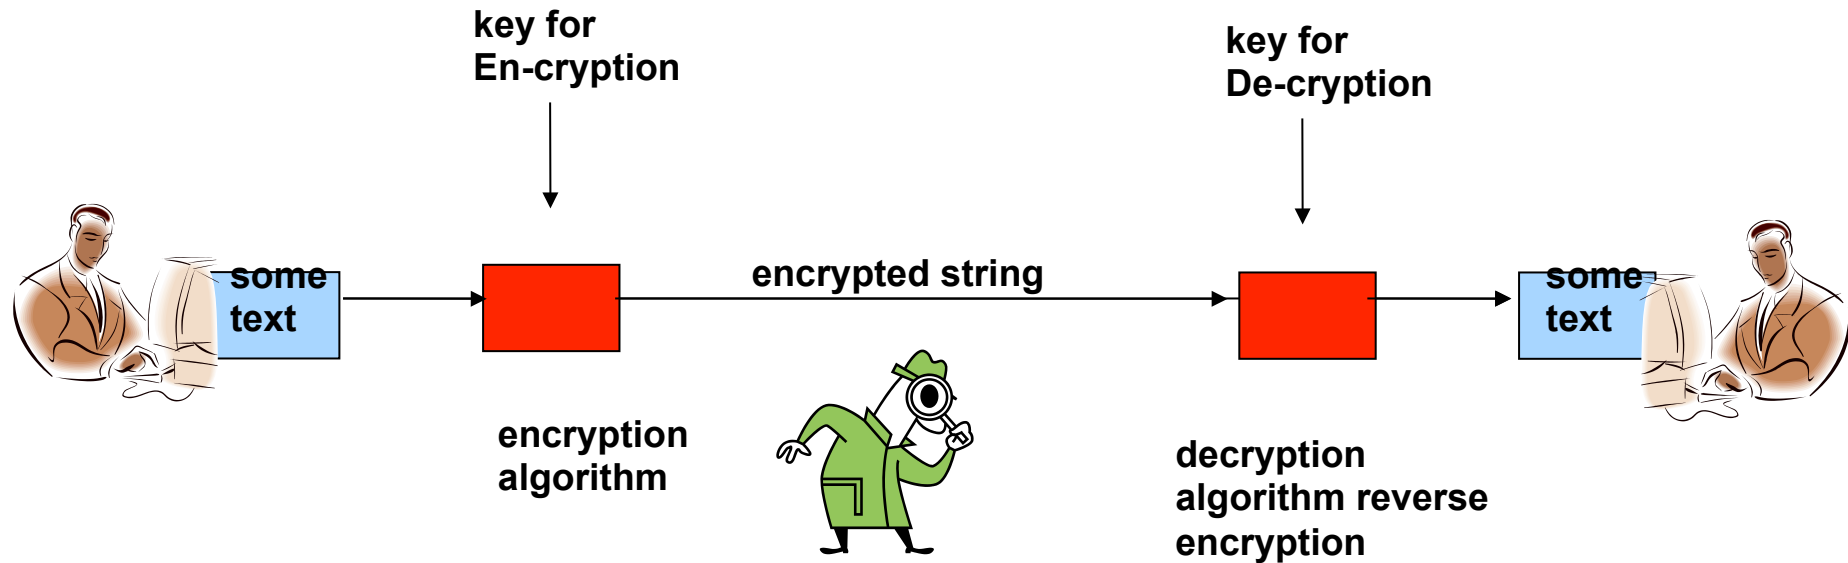 key for
En-cryption
key for
De-cryption
some
text
encrypted string
some
text
encryption
algorithm
decryption
algorithm reverse
encryption